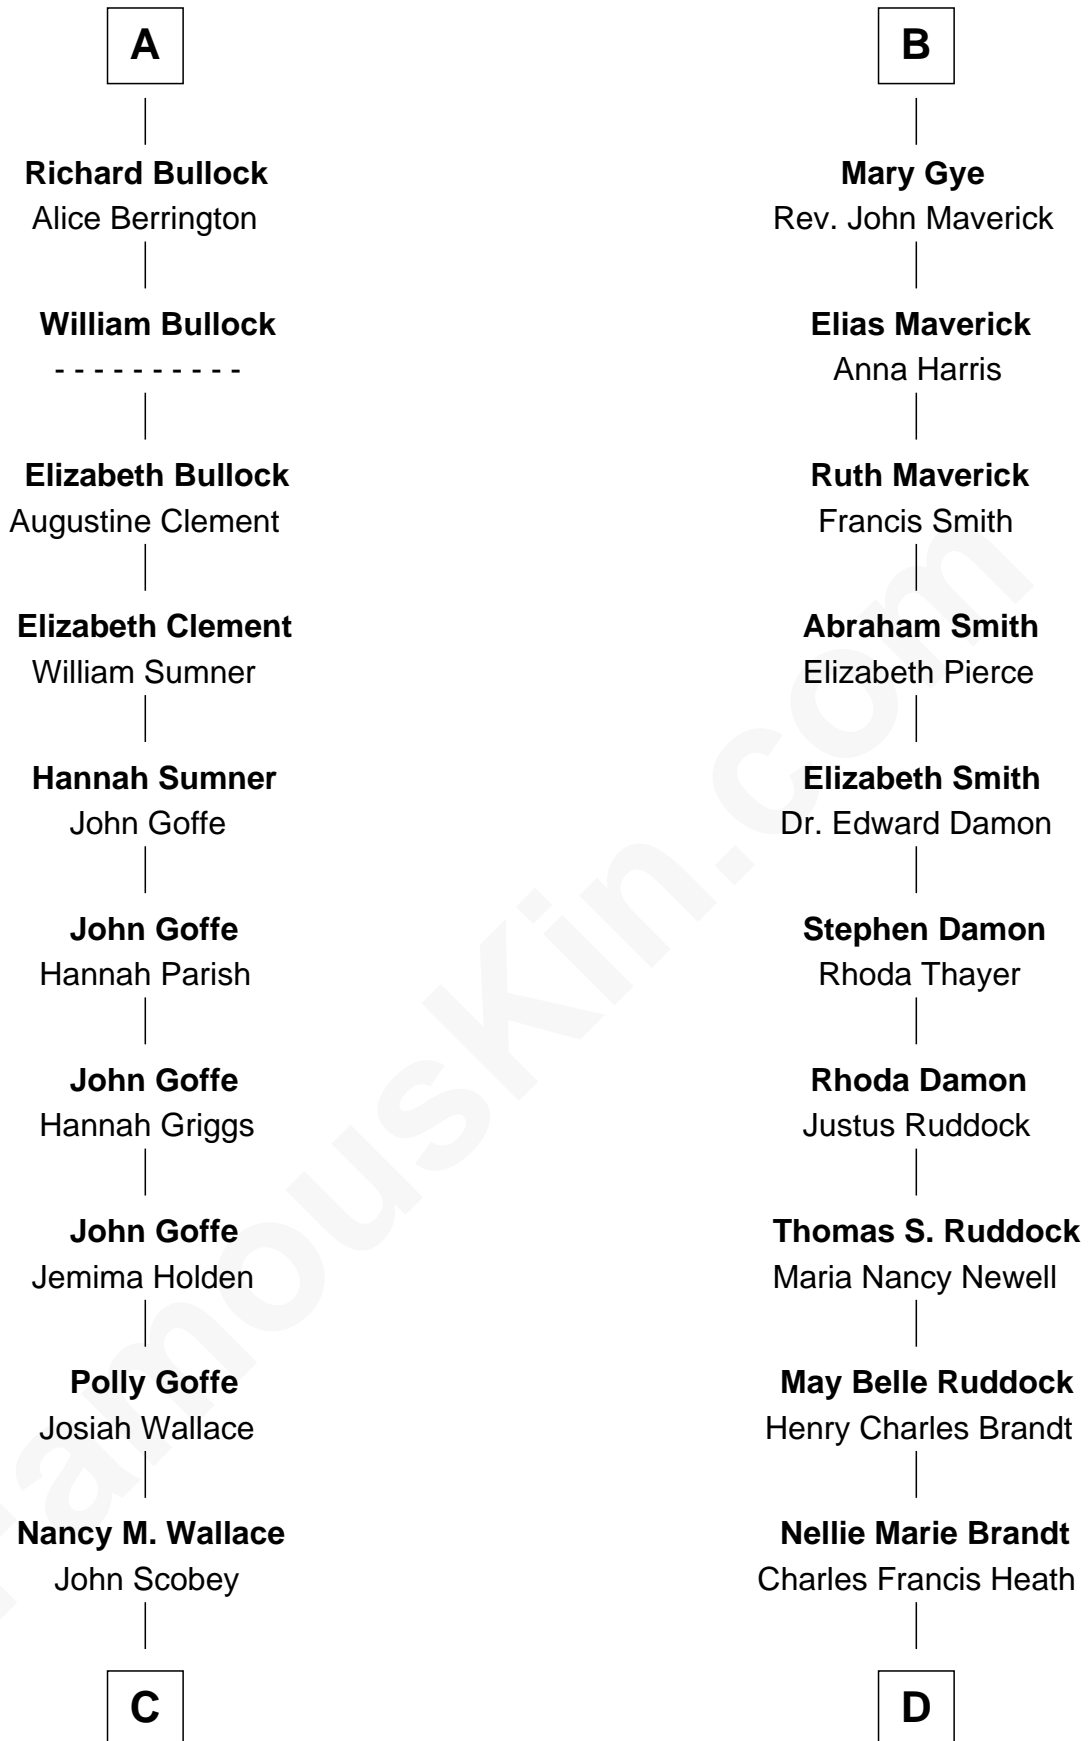 A
Richard Bullock
Alice Berrington
William Bullock
- - - - - - - - - -
Elizabeth Bullock
Augustine Clement
Elizabeth Clement
William Sumner
Hannah Sumner
John Goffe
John Goffe
Hannah Parish
John Goffe
Hannah Griggs
John Goffe
Jemima Holden
Polly Goffe
Josiah Wallace
Nancy M. Wallace
John Scobey
C
B
Mary Gye
Rev. John Maverick
Elias Maverick
Anna Harris
Ruth Maverick
Francis Smith
Abraham Smith
Elizabeth Pierce
Elizabeth Smith
Dr. Edward Damon
Stephen Damon
Rhoda Thayer
Rhoda Damon
Justus Ruddock
Thomas S. Ruddock
Maria Nancy Newell
May Belle Ruddock
Henry Charles Brandt
Nellie Marie Brandt
Charles Francis Heath
D
FamousKin.com